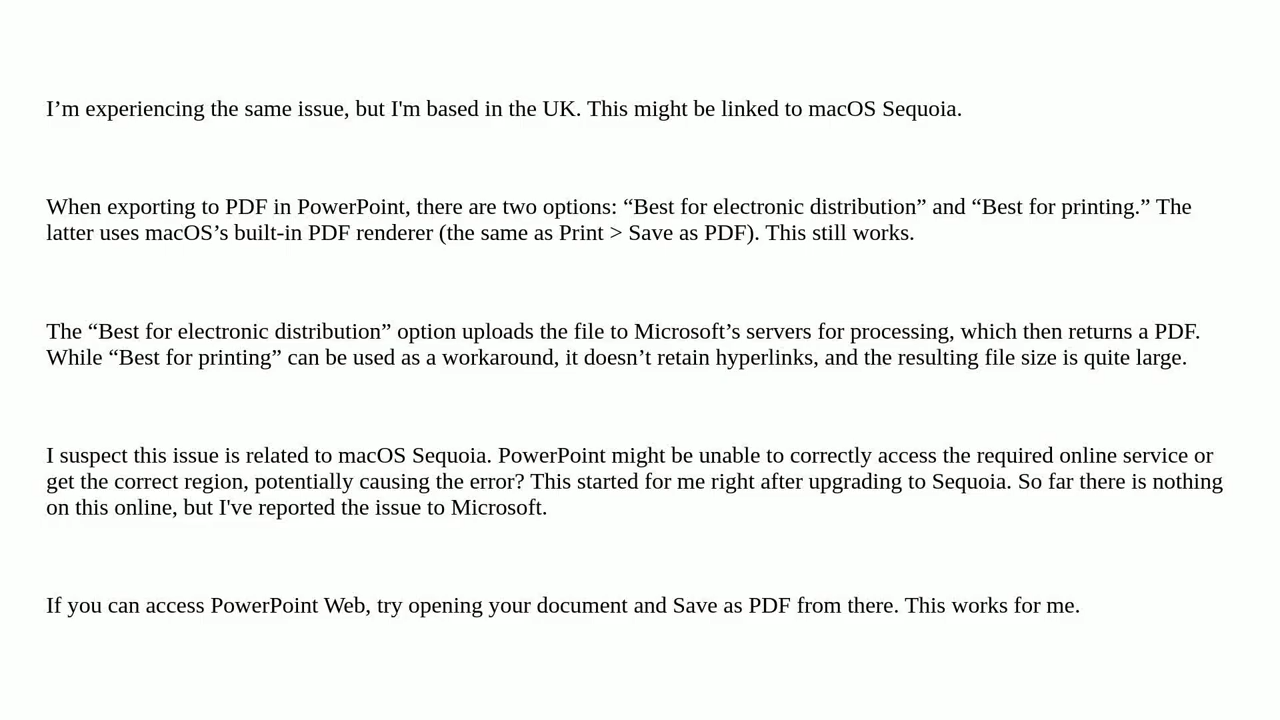 I’m experiencing the same issue, but I'm based in the UK. This might be linked to macOS Sequoia.
When exporting to PDF in PowerPoint, there are two options: “Best for electronic distribution” and “Best for printing.” The
latter uses macOS’s built-in PDF renderer (the same as Print > Save as PDF). This still works.
The “Best for electronic distribution” option uploads the file to Microsoft’s servers for processing, which then returns a PDF.
While “Best for printing” can be used as a workaround, it doesn’t retain hyperlinks, and the resulting file size is quite large.
I suspect this issue is related to macOS Sequoia. PowerPoint might be unable to correctly access the required online service or
get the correct region, potentially causing the error? This started for me right after upgrading to Sequoia. So far there is nothing
on this online, but I've reported the issue to Microsoft.
If you can access PowerPoint Web, try opening your document and Save as PDF from there. This works for me.